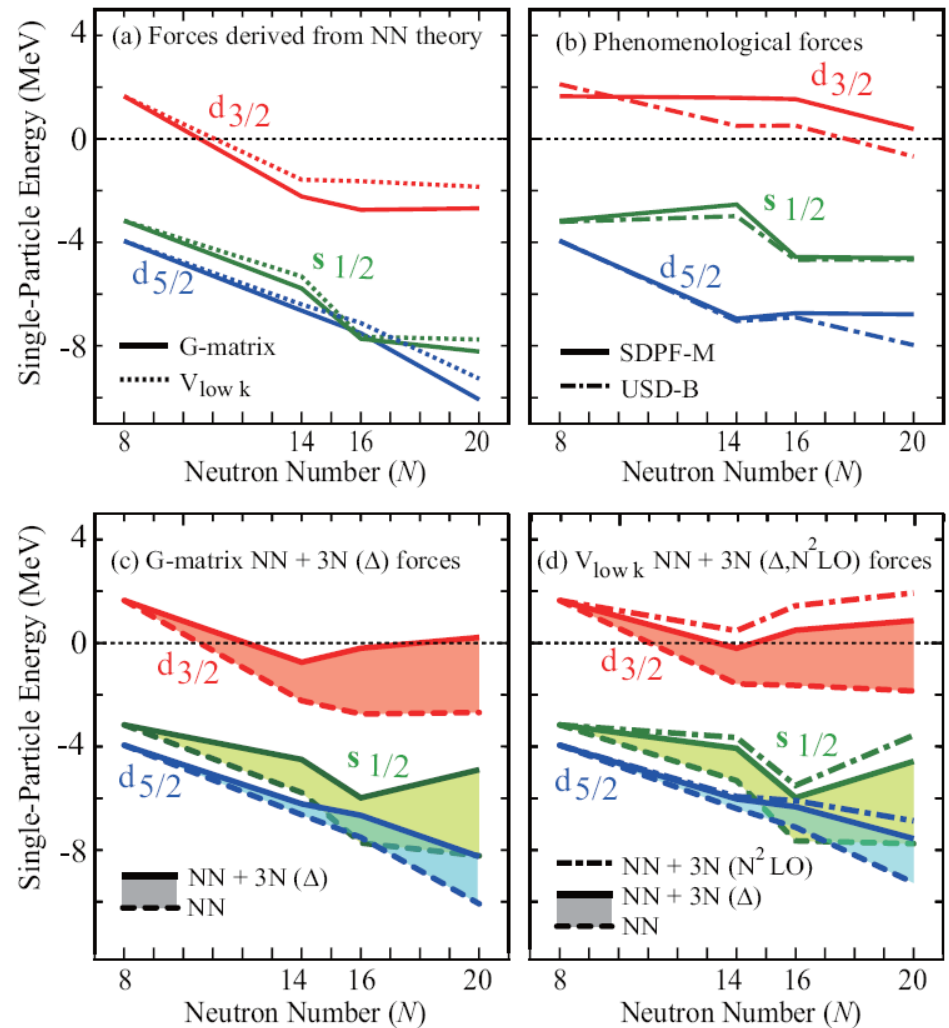 Single-Particle Energy (MeV)
4
0
-4
-8
(a) Forces derived from NN theory
d3/2
s 1/2
d5/2
G-matrix
Vlow k
8
14
16
20
Neutron Number (N)
(b) Phenomenological forces
d3/2
s 1/2
d5/2
SDPF-M
USD-B
8
14
16
20
Neutron Number (N)
Single-Particle Energy (MeV)
4
0
-4
-8
(c) G-matrix NN + 3N (Δ) forces
d3/2
s 1/2
d5/2
NN + 3N (Δ)
NN
8
14
16
20
Neutron Number (N)
(d) Vlow k NN + 3N (Δ,N²LO) forces
d3/2
s 1/2
d5/2
NN + 3N (N²LO)
NN + 3N (Δ)
NN
8
14
16
20
Neutron Number (N)